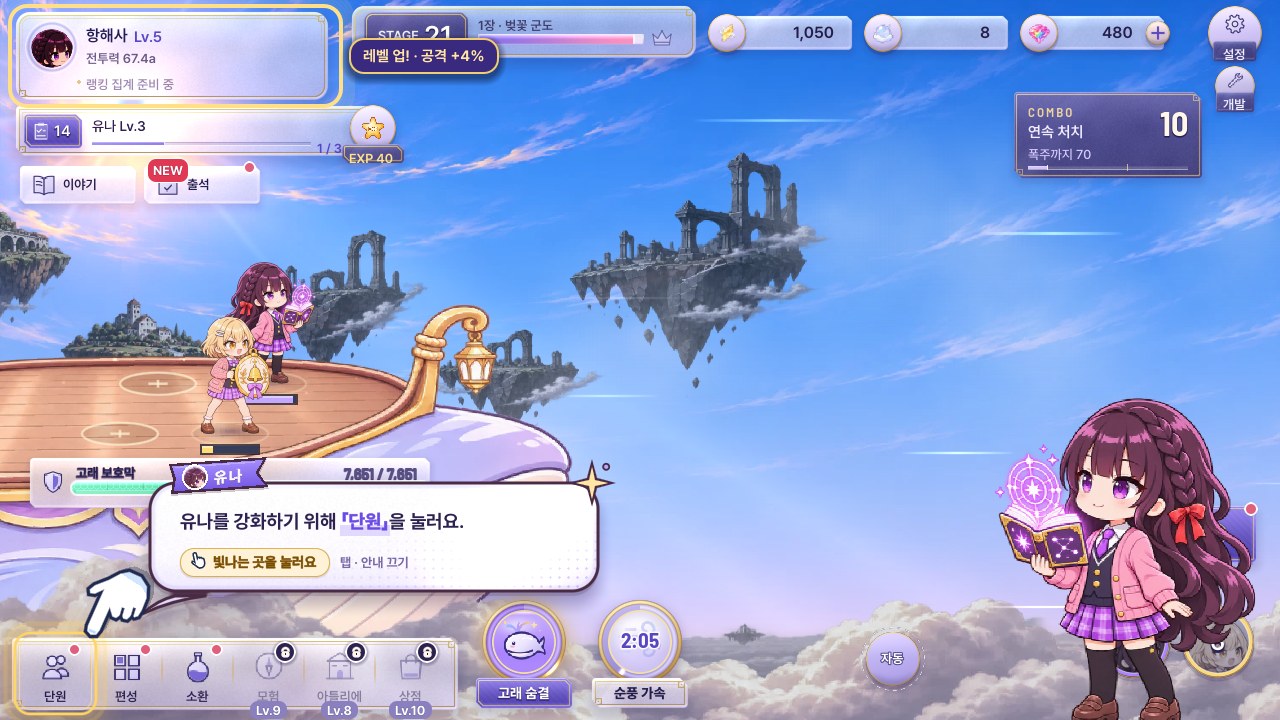 항해사 Lv.5
전투력 67.4a
랭킹 집계 준비 중
STAGE 21
1장 · 벚꽃 군도
레벨 업! · 공격 +4%
1,050
8
480
설정
개발
14
유나 Lv.3
1 / 3
EXP 40
이야기
NEW
출석
COMBO
연속 처치
10
폭주까지 70
고래 보호막
7,651 / 7,651
유나
유나를 강화하기 위해 「단원」을 눌러요.
빛나는 곳을 눌러요
탭 · 안내 끄기
단원
편성
소환
모험
Lv.9
아틀리에
Lv.8
상점
Lv.10
고래 숨결
2:05
순풍 가속
자동